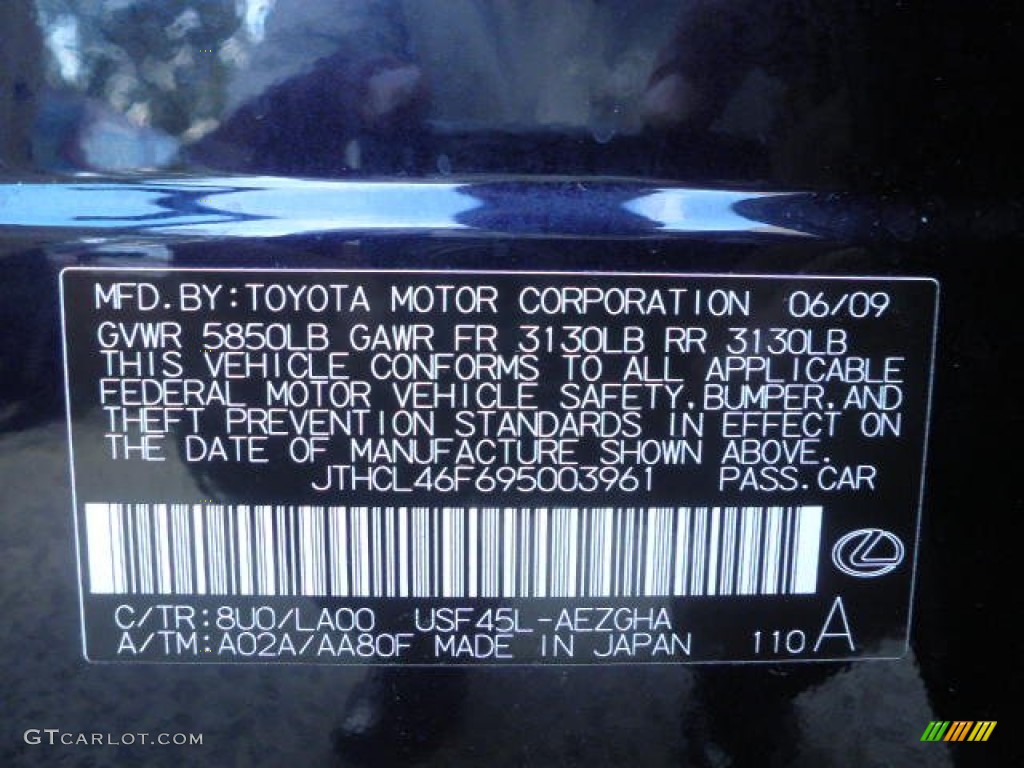 MFD.BY:TOYOTA MOTOR CORPORATION 06/09
GVWR 5850LB GAWR FR 3130LB RR 3130LB
THIS VEHICLE CONFORMS TO ALL APPLICABLE
FEDERAL MOTOR VEHICLE SAFETY,BUMPER,AND
THEFT PREVENTION STANDARDS IN EFFECT ON
THE DATE OF MANUFACTURE SHOWN ABOVE.
JTHCL46F695003961 PASS.CAR
C/TR:8U0/LA00 USF45L-AEZGHA
A/TM:A02A/AA80F MADE IN JAPAN 110 A
GTCARLOT.COM